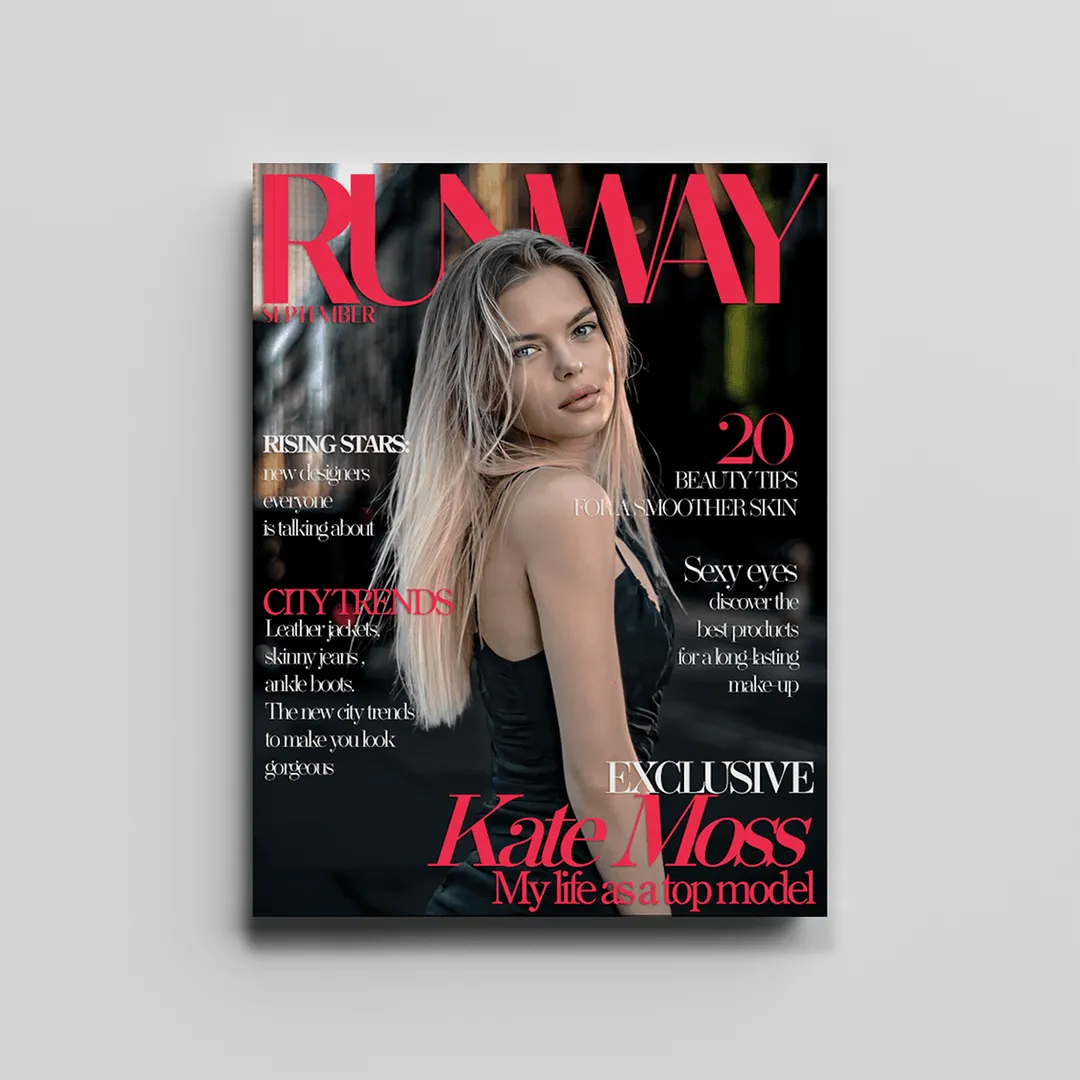 RUNWAY
SEPTEMBER
RISING STARS:
new designers
everyone
is talking about
CITY TRENDS
Leather jackets,
skinny jeans ,
ankle boots.
The new city trends
to make you look
gorgeous
20
BEAUTY TIPS
FOR A SMOOTHER SKIN
Sexy eyes
discover the
best products
for a long-lasting
make-up
EXCLUSIVE
Kate Moss
My life as a top model